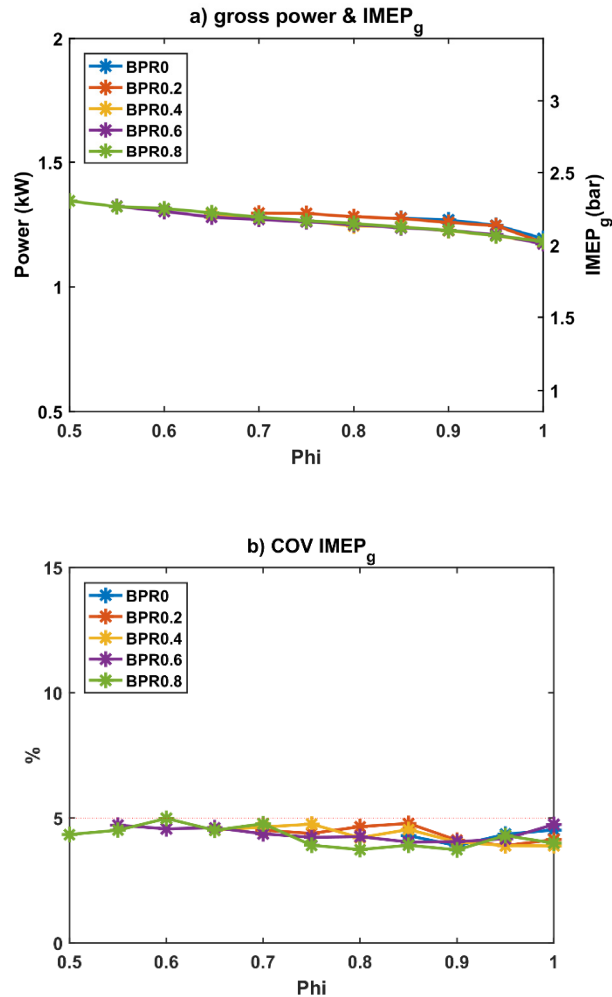 a) gross power & IMEPg
2
1.5
1
0.5
Power (kW)
BPR0
BPR0.2
BPR0.4
BPR0.6
BPR0.8
3
2.5
2
1.5
1
IMEPg (bar)
0.5 0.6 0.7 0.8 0.9 1
Phi
b) COV IMEPg
15
10
5
0
%
BPR0
BPR0.2
BPR0.4
BPR0.6
BPR0.8
0.5 0.6 0.7 0.8 0.9 1
Phi